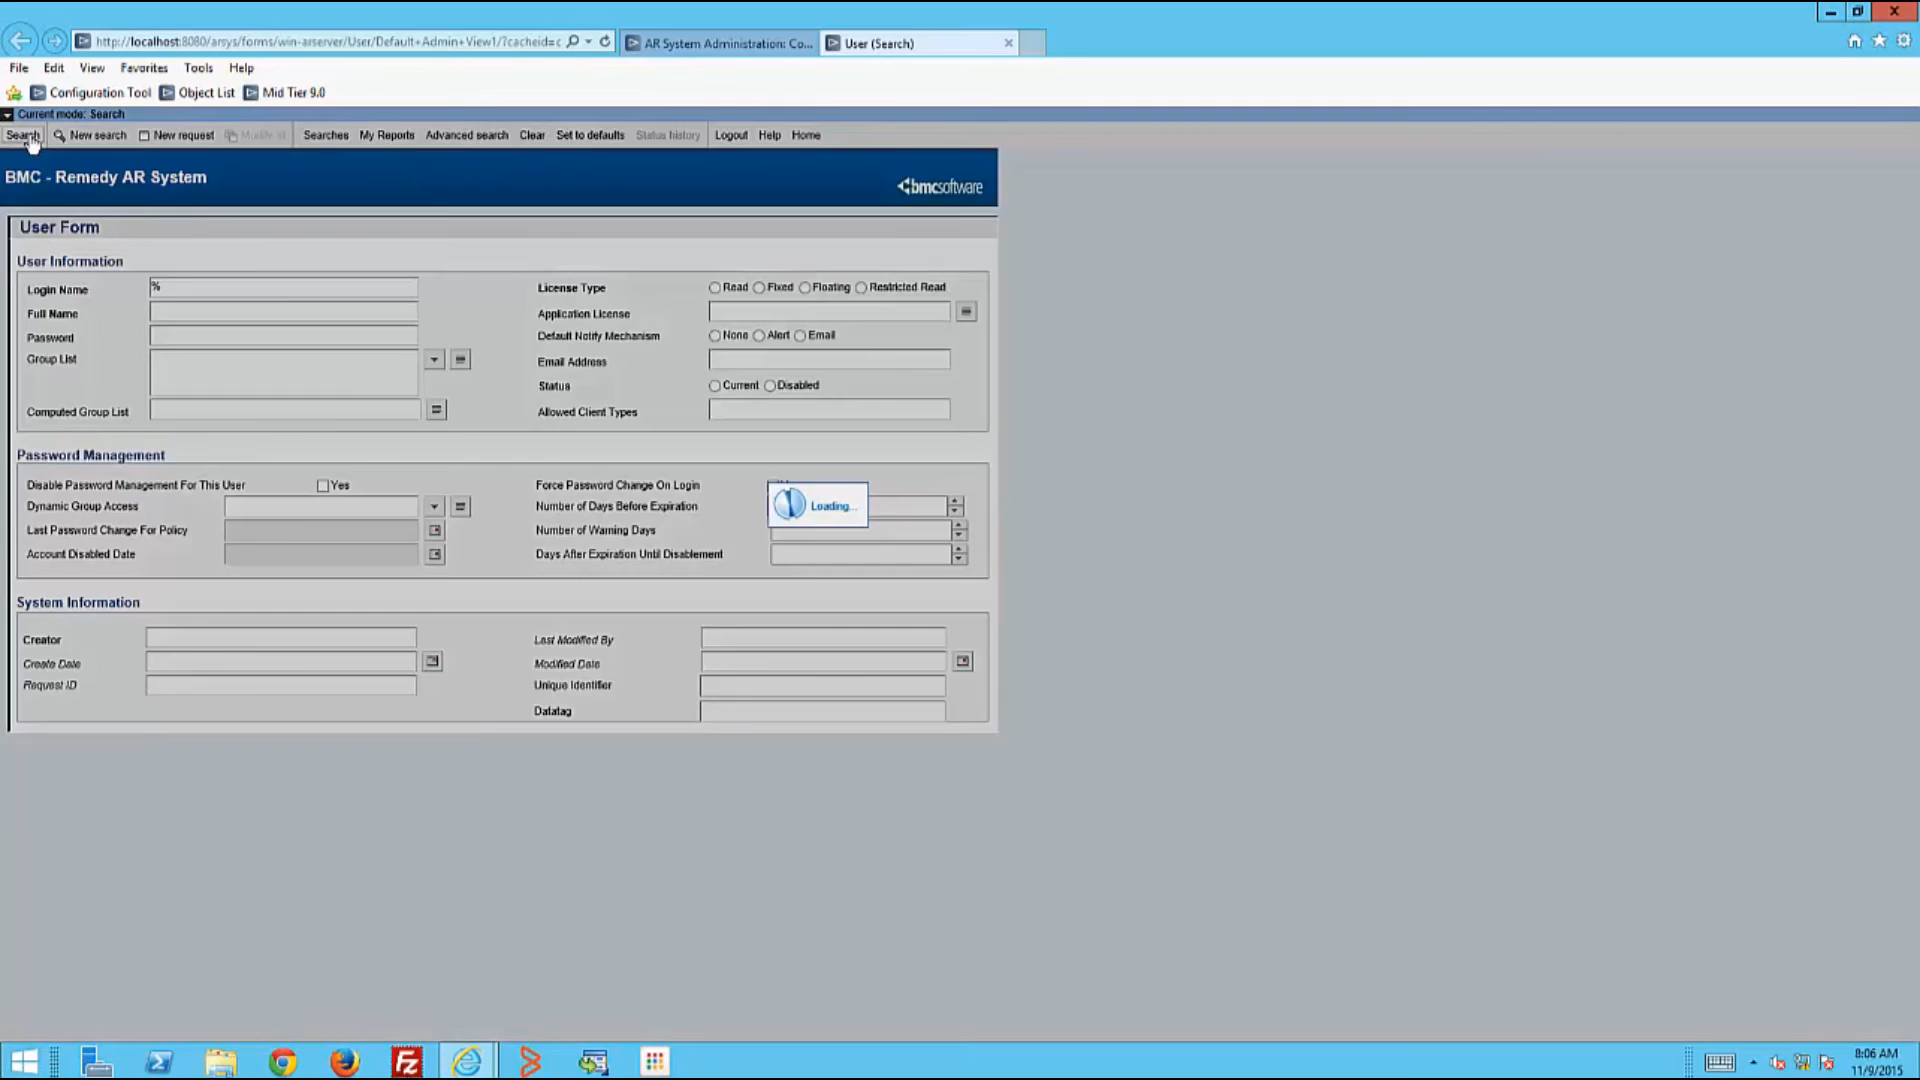 http://localhost:8080/arsys/forms/win-arserver/User/Default+Admin+View1/?cacheid=c
AR System Administration: Co...
User (Search)
File Edit View Favorites Tools Help
Configuration Tool Object List Mid Tier 9.0
Current mode: Search
Search New search New request Modify all Searches My Reports Advanced search Clear Set to defaults Status history Logout Help Home
BMC - Remedy AR System
bmcsoftware
User Form
User Information
Login Name % License Type Read Fixed Floating Restricted Read
Full Name Application License
Password Default Notify Mechanism None Alert Email
Group List Email Address
Status Current Disabled
Computed Group List Allowed Client Types
Password Management
Disable Password Management For This User Yes Force Password Change On Login
Dynamic Group Access Number of Days Before Expiration Loading...
Last Password Change For Policy Number of Warning Days
Account Disabled Date Days After Expiration Until Disablement
System Information
Creator Last Modified By
Create Date Modified Date
Request ID Unique Identifier
Datatag
8:06 AM
11/9/2015